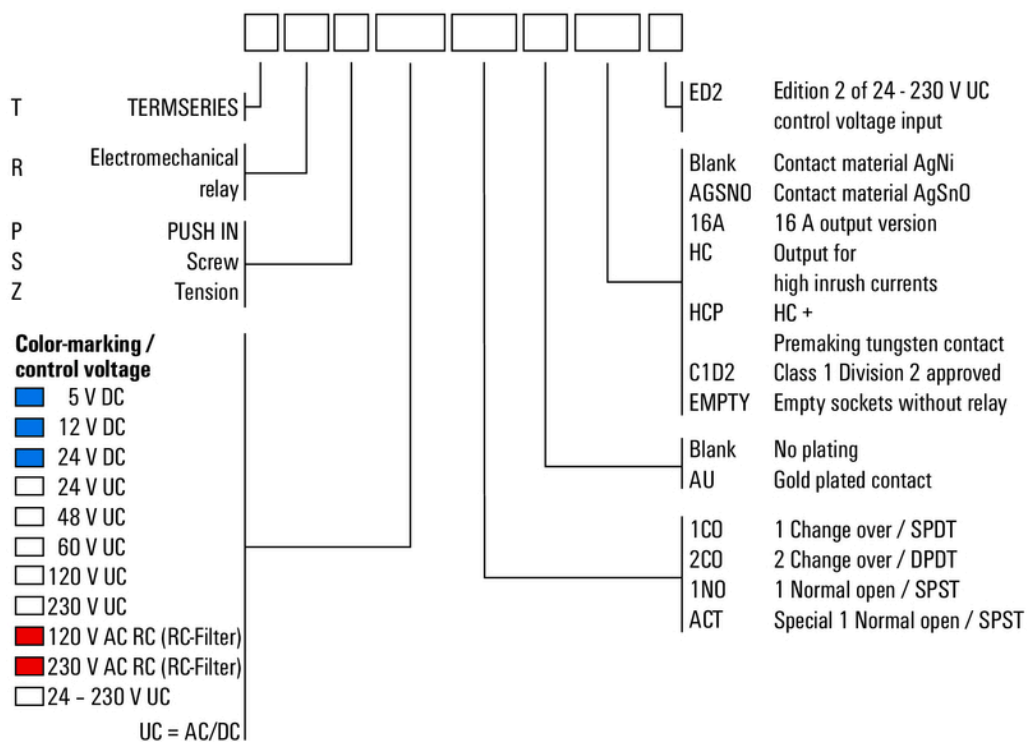 T TERMSERIES
R Electromechanical
relay
P PUSH IN
S Screw
Z Tension
Color-marking /
control voltage
5 V DC
12 V DC
24 V DC
24 V UC
48 V UC
60 V UC
120 V UC
230 V UC
120 V AC RC (RC-Filter)
230 V AC RC (RC-Filter)
24 – 230 V UC
UC = AC/DC
ED2 Edition 2 of 24 - 230 V UC
control voltage input
Blank Contact material AgNi
AGSNO Contact material AgSnO
16A 16 A output version
HC Output for
high inrush currents
HCP HC +
Premaking tungsten contact
C1D2 Class 1 Division 2 approved
EMPTY Empty sockets without relay
Blank No plating
AU Gold plated contact
1CO 1 Change over / SPDT
2CO 2 Change over / DPDT
1NO 1 Normal open / SPST
ACT Special 1 Normal open / SPST